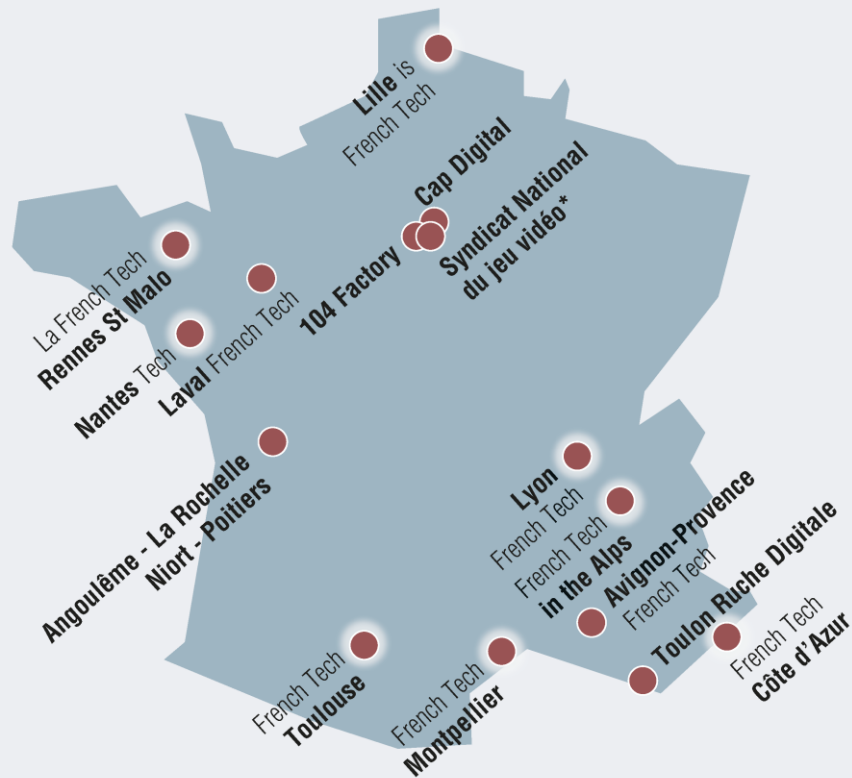 Lille is
French Tech
Cap Digital
Syndicat National
du jeu vidéo*
104 Factory
La French Tech
Rennes St Malo
Nantes Tech
Laval French Tech
Angoulême - La Rochelle
Niort - Poitiers
Lyon
French Tech
French Tech
in the Alps
Avignon-Provence
French Tech
Toulon Ruche Digitale
French Tech
Côte d'Azur
French Tech
Toulouse
French Tech
Montpellier